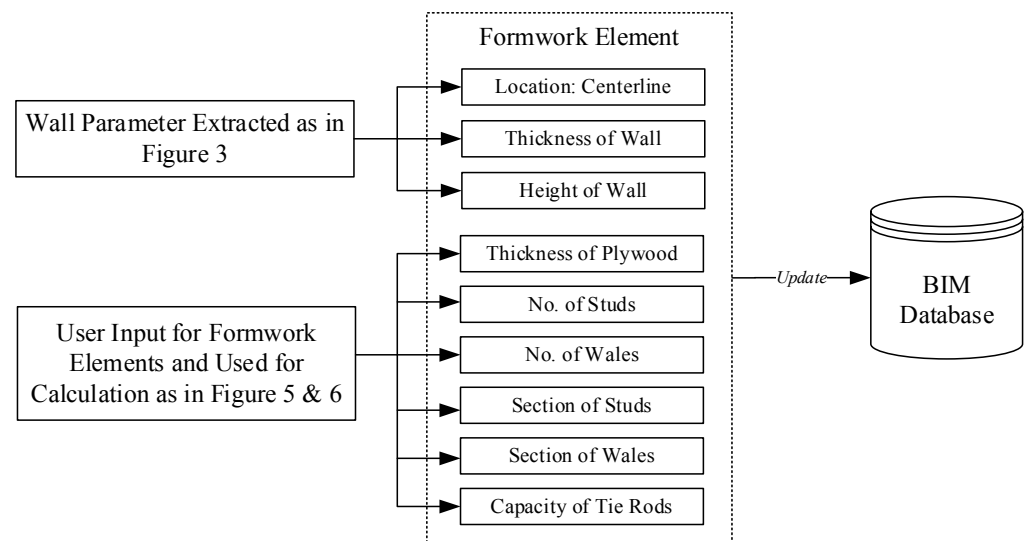 Formwork Element
Wall Parameter Extracted as in
Figure 3
Location: Centerline
Thickness of Wall
Height of Wall
User Input for Formwork
Elements and Used for
Calculation as in Figure 5 & 6
Thickness of Plywood
No. of Studs
No. of Wales
Section of Studs
Section of Wales
Capacity of Tie Rods
Update
BIM
Database